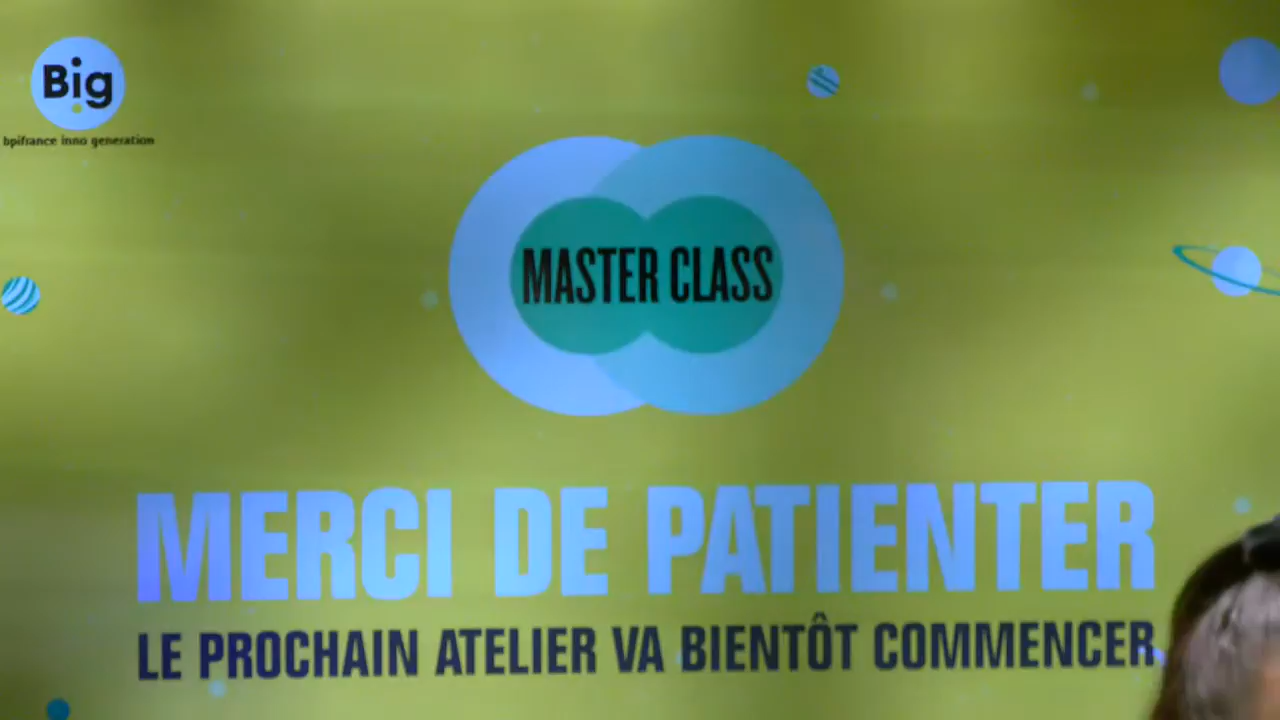 Big
bpifrance inno generation
MASTER CLASS
MERCI DE PATIENTER
LE PROCHAIN ATELIER VA BIENTÔT COMMENCER